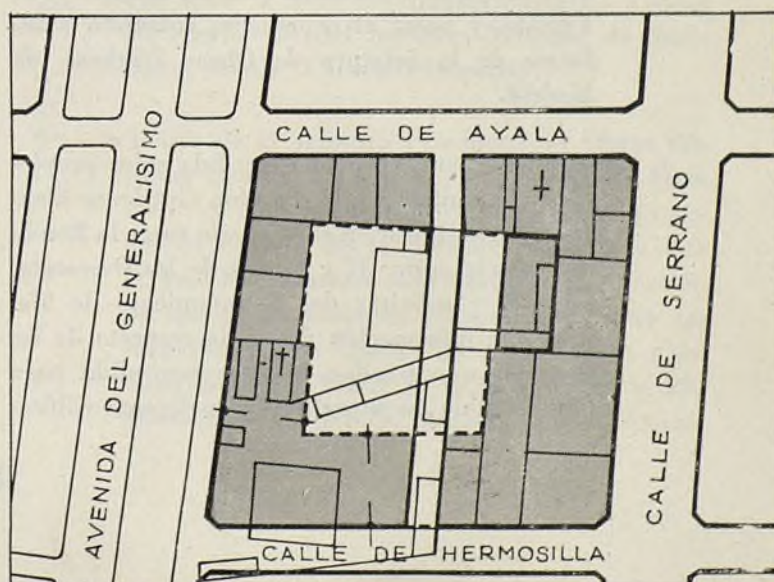 CALLE DE AYALA
AVENIDA DEL GENERALISIMO
CALLE DE SERRANO
CALLE DE HERMOSILLA